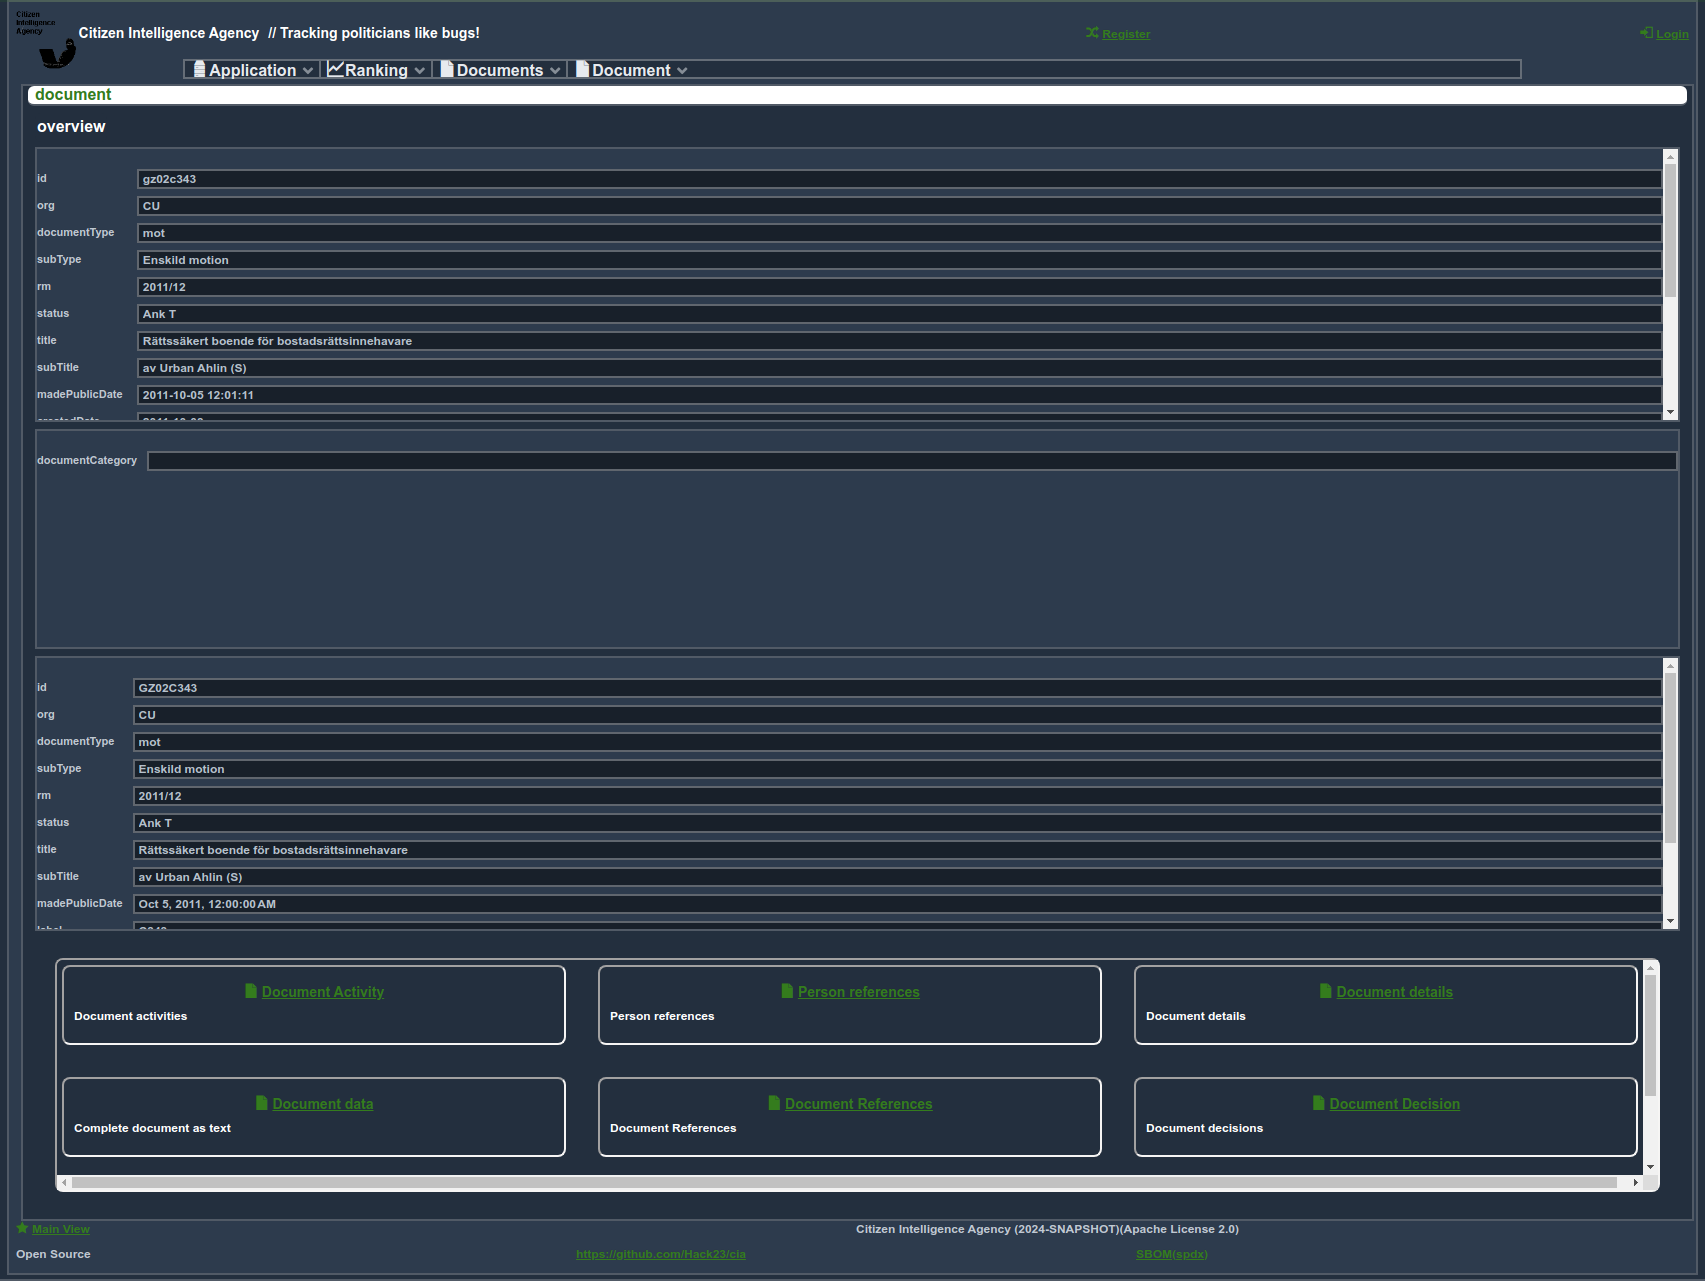 Citizen
Intelligence
Agency
Citizen Intelligence Agency // Tracking politicians like bugs!
Register
Login
Application
Ranking
Documents
Document
document
overview
id gz02c343
org CU
documentType mot
subType Enskild motion
rm 2011/12
status Ank T
title Rättssäkert boende för bostadsrättsinnehavare
subTitle av Urban Ahlin (S)
madePublicDate 2011-10-05 12:01:11
documentCategory
id GZ02C343
org CU
documentType mot
subType Enskild motion
rm 2011/12
status Ank T
title Rättssäkert boende för bostadsrättsinnehavare
subTitle av Urban Ahlin (S)
madePublicDate Oct 5, 2011, 12:00:00 AM
Document Activity
Document activities
Person references
Person references
Document details
Document details
Document data
Complete document as text
Document References
Document References
Document Decision
Document decisions
Main View
Citizen Intelligence Agency (2024-SNAPSHOT)(Apache License 2.0)
Open Source
https://github.com/Hack23/cia
SBOM(spdx)